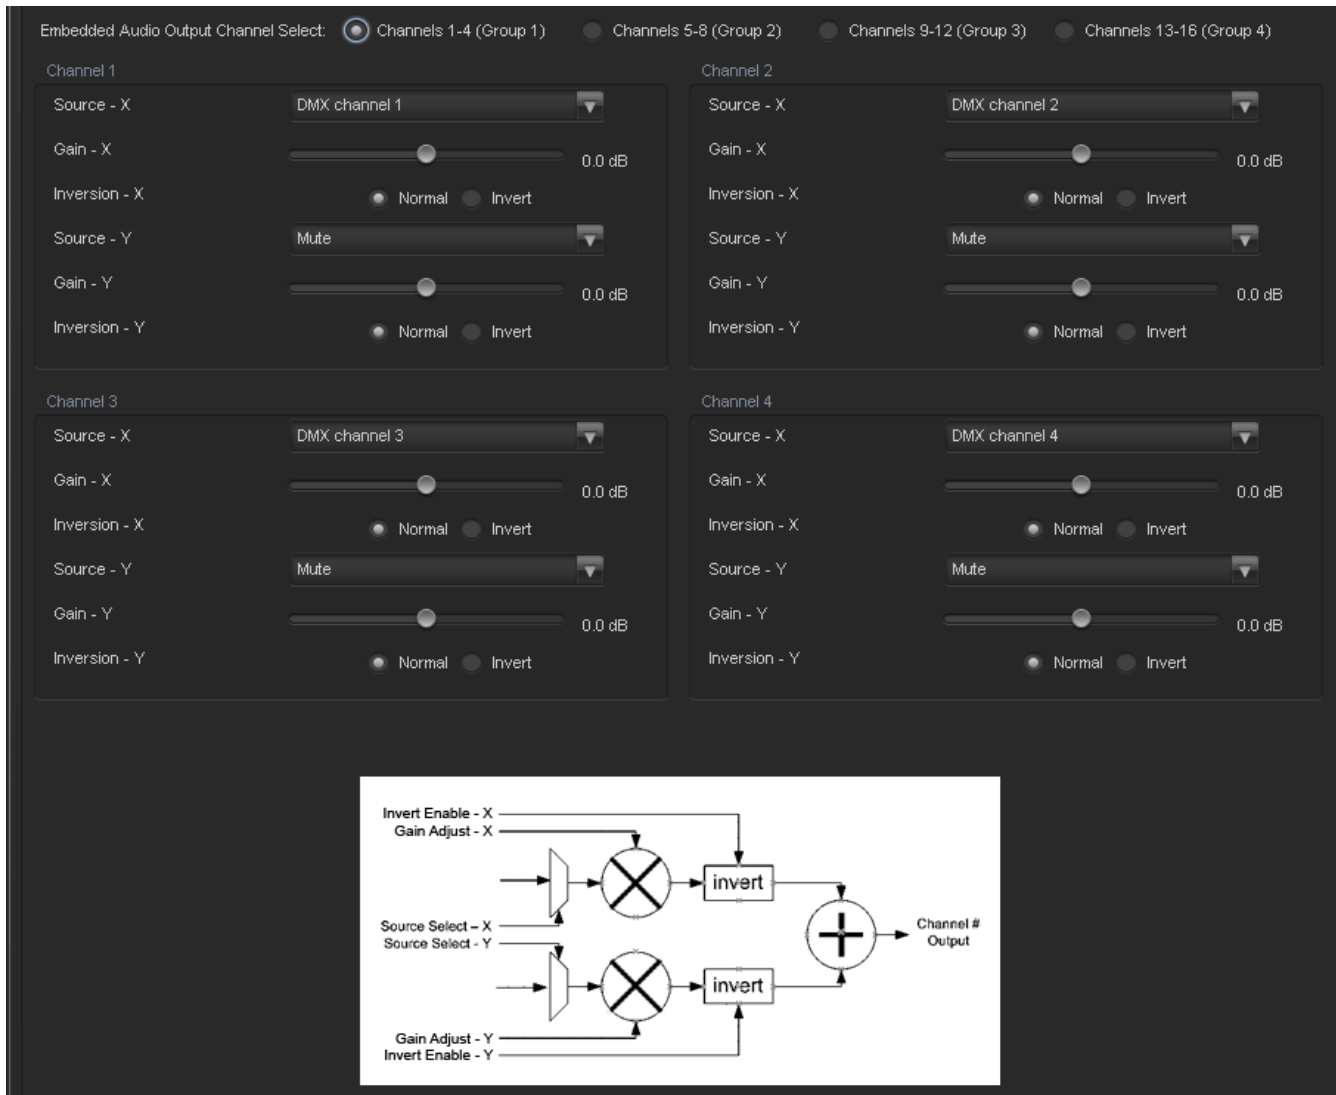 Embedded Audio Output Channel Select: Channels 1-4 (Group 1) Channels 5-8 (Group 2) Channels 9-12 (Group 3) Channels 13-16 (Group 4)
Channel 1
Source - X DMX channel 1
Gain - X 0.0 dB
Inversion - X Normal Invert
Source - Y Mute
Gain - Y 0.0 dB
Inversion - Y Normal Invert
Channel 2
Source - X DMX channel 2
Gain - X 0.0 dB
Inversion - X Normal Invert
Source - Y Mute
Gain - Y 0.0 dB
Inversion - Y Normal Invert
Channel 3
Source - X DMX channel 3
Gain - X 0.0 dB
Inversion - X Normal Invert
Source - Y Mute
Gain - Y 0.0 dB
Inversion - Y Normal Invert
Channel 4
Source - X DMX channel 4
Gain - X 0.0 dB
Inversion - X Normal Invert
Source - Y Mute
Gain - Y 0.0 dB
Inversion - Y Normal Invert
Invert Enable - X
Gain Adjust - X
invert
Source Select – X
Source Select - Y
Channel #
Output
invert
Gain Adjust - Y
Invert Enable - Y